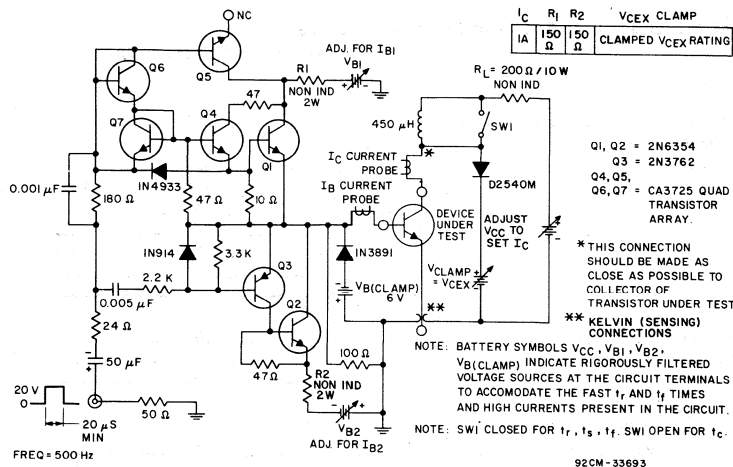 NC
I_C R_1 R_2 V_CEX CLAMP
1A 150 Ω 150 Ω CLAMPED V_CEX RATING
Q6
Q5
ADJ. FOR I_B1
V_B1
+ -
R1
NON IND
2W
R_L = 200 Ω / 10 W
NON IND
47
Q7
Q4
Q1
450 μH
SW1
I_C CURRENT
PROBE
*
I_B CURRENT
PROBE
D2540M
Q1, Q2 = 2N6354
Q3 = 2N3762
Q4, Q5,
Q6, Q7 = CA3725 QUAD
TRANSISTOR
ARRAY.
0.001 μF
180 Ω
1N4933
47 Ω
10 Ω
DEVICE
UNDER
TEST
ADJUST
V_CC TO
SET I_C
+
-
* THIS CONNECTION
SHOULD BE MADE AS
CLOSE AS POSSIBLE TO
COLLECTOR OF
TRANSISTOR UNDER TEST
1N914
3.3 K
Q3
1N3891
2.2 K
0.005 μF
-
+
V_B(CLAMP)
6 V
V_CLAMP
= V_CEX
+
-
**
** KELVIN (SENSING)
CONNECTIONS
Q2
24 Ω
-
+
50 μF
47 Ω
R2
NON IND
2W
100 Ω
20 V
0
20 μS
MIN
50 Ω
- +
V_B2
ADJ. FOR I_B2
FREQ = 500 Hz
NOTE: BATTERY SYMBOLS V_CC, V_B1, V_B2,
V_B(CLAMP) INDICATE RIGOROUSLY FILTERED
VOLTAGE SOURCES AT THE CIRCUIT TERMINALS
TO ACCOMODATE THE FAST t_r AND t_f TIMES
AND HIGH CURRENTS PRESENT IN THE CIRCUIT.
NOTE: SW1 CLOSED FOR t_r, t_s, t_f. SW1 OPEN FOR t_c.
92CM-33693